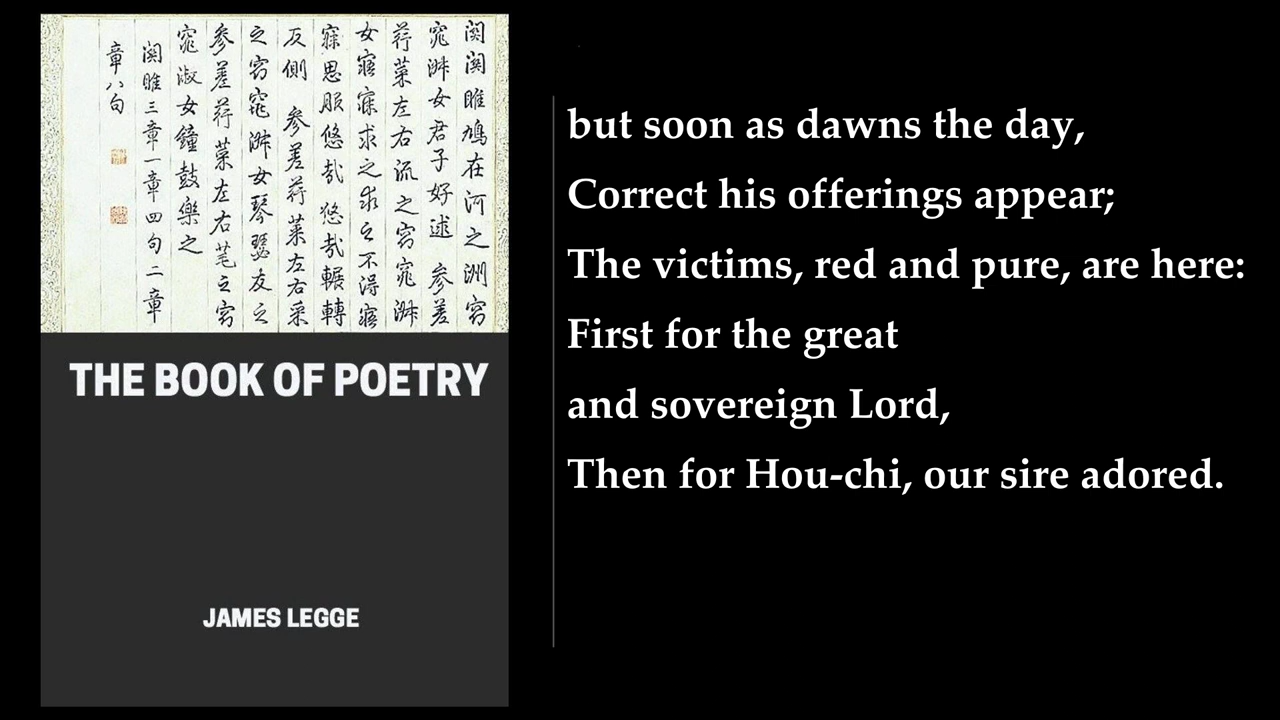 関関雎鳩在河之洲窈
窕淑女君子好逑 参差
荇菜左右流之窈窕淑
女寤寐求之求之不得寤
寐思服悠哉悠哉輾轉
反側 参差荇菜左右采
之窈窕淑女琴瑟友之
参差荇菜左右芼之窈
窕淑女鐘鼓樂之
関雎三章一章四句二章
章八句
THE BOOK OF POETRY
JAMES LEGGE
but soon as dawns the day,
Correct his offerings appear;
The victims, red and pure, are here:
First for the great
and sovereign Lord,
Then for Hou-chi, our sire adored.